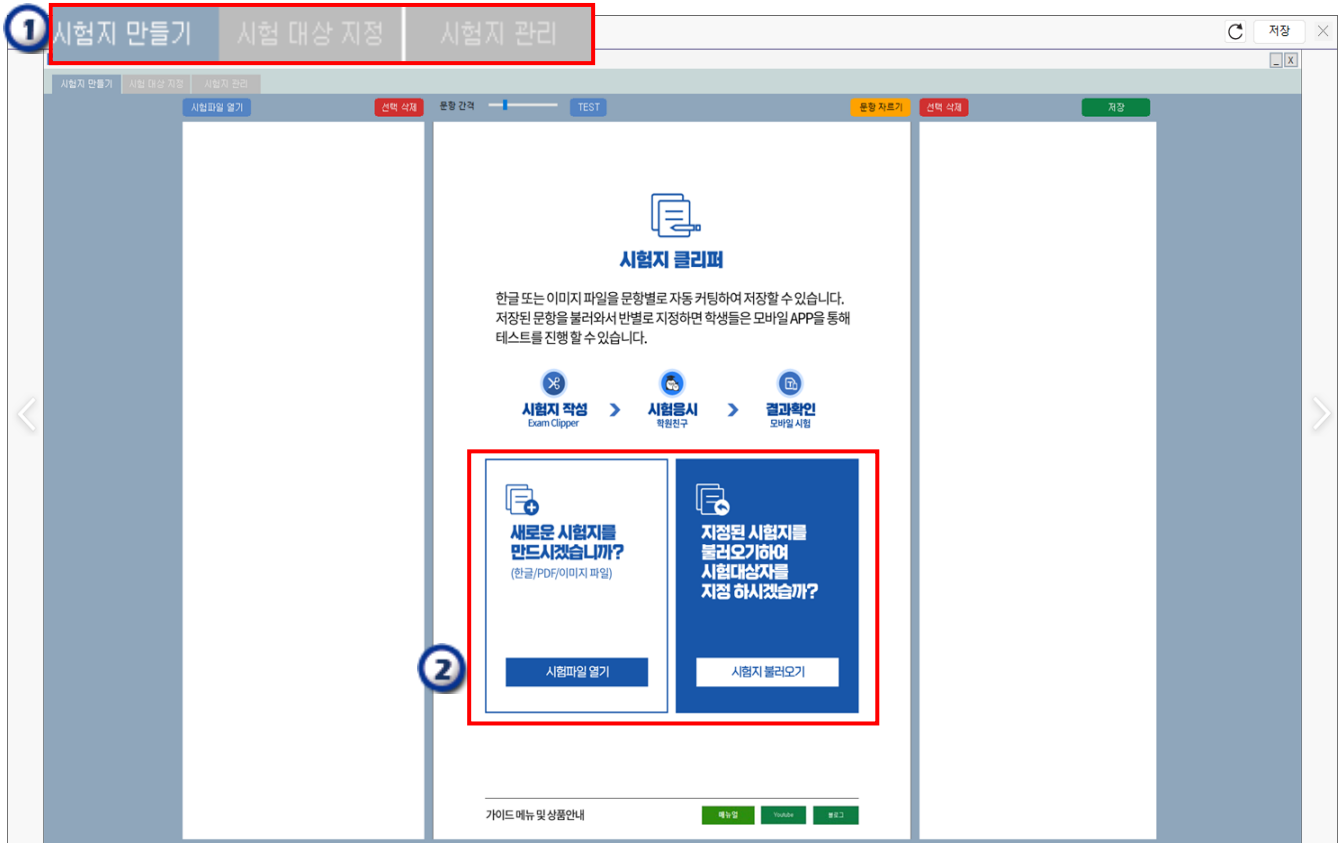 1
시험지 만들기 시험 대상 지정 시험지 관리
저장
시험지 만들기 시험 대상 지정 시험지 관리
시험파일 열기 선택 삭제 문항 간격 TEST 문항 자르기 선택 삭제 저장
시험지 클리퍼
한글 또는 이미지 파일을 문항별로 자동 커팅하여 저장할 수 있습니다.
저장된 문항을 불러와서 반별로 지정하면 학생들은 모바일 APP을 통해
테스트를 진행 할 수 있습니다.
시험지 작성 시험응시 결과확인
Exam Clipper 학원친구 모바일 시험
새로운 시험지를
만드시겠습니까?
(한글/PDF/이미지 파일)
시험파일 열기
지정된 시험지를
불러오기하여
시험대상자를
지정 하시겠습까?
시험지 불러오기
2
가이드 메뉴 및 상품안내 매뉴얼 Youtube 블로그